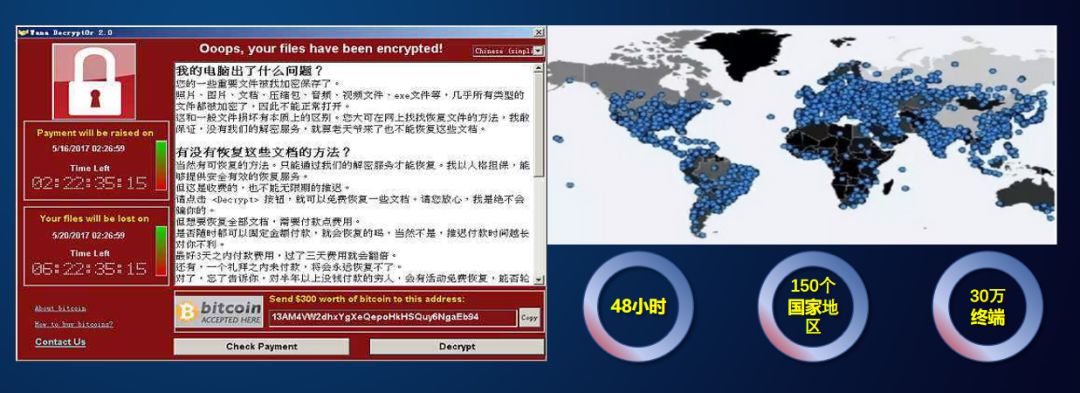 Wana Decrypt0r 2.0
Ooops, your files have been encrypted!
Chinese (simpl
Payment will be raised on
5/16/2017 02:26:59
Time Left
02:22:35:15
Your files will be lost on
5/20/2017 02:26:59
Time Left
06:22:35:15
About bitcoin
How to buy bitcoins?
Contact Us
我的电脑出了什么问题？
您的一些重要文件被我加密保存了。
照片、图片、文档、压缩包、音频、视频文件、exe文件等，几乎所有类型的
文件都被加密了，因此不能正常打开。
这和一般文件损坏有本质上的区别。您大可在网上找找恢复文件的方法，我敢
保证，没有我们的解密服务，就算老天爷来了也不能恢复这些文档。
有没有恢复这些文档的方法？
当然有可恢复的方法。只能通过我们的解密服务才能恢复。我以人格担保，能
够提供安全有效的恢复服务。
但这是收费的，也不能无限期的推迟。
请点击 <Decrypt> 按钮，就可以免费恢复一些文档。请您放心，我是绝不会
骗你的。
但想要恢复全部文档，需要付款点费用。
是否随时都可以固定金额付款，就会恢复的吗，当然不是，推迟付款时间越长
对你不利。
最好3天之内付款费用，过了三天费用就会翻倍。
还有，一个礼拜之内未付款，将会永远恢复不了。
对了，忘了告诉你，对半年以上没钱付款的穷人，会有活动免费恢复，能否轮
bitcoin
ACCEPTED HERE
Send $300 worth of bitcoin to this address:
13AM4VW2dhxYgXeQepoHkHSQuy6NgaEb94
Copy
Check Payment
Decrypt
48小时
150个
国家地
区
30万
终端